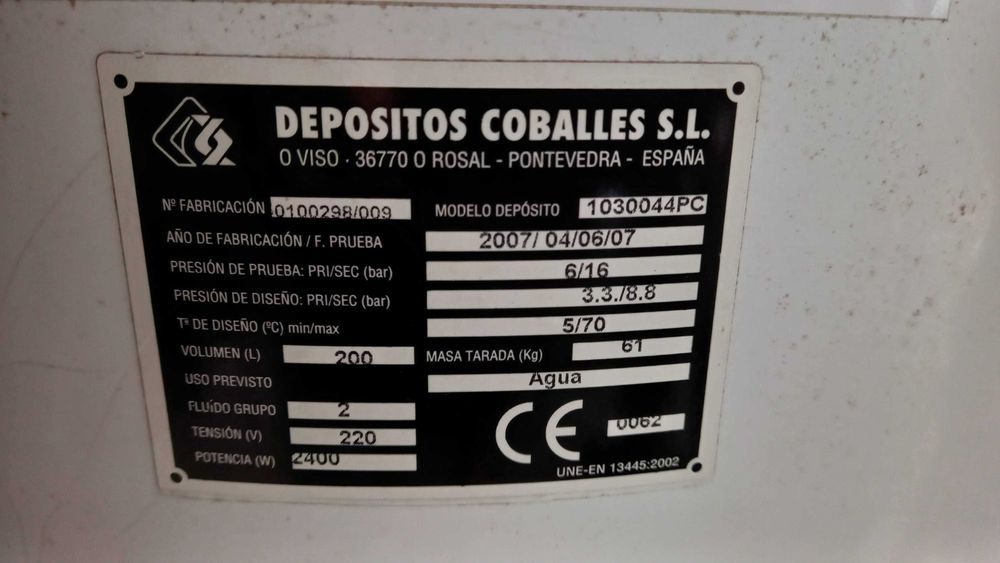 DEPOSITOS COBALLES S.L.
O VISO · 36770 O ROSAL - PONTEVEDRA - ESPAÑA
Nº FABRICACIÓN 0100298/009 MODELO DEPÓSITO 1030044PC
AÑO DE FABRICACIÓN / F. PRUEBA 2007/ 04/06/07
PRESIÓN DE PRUEBA: PRI/SEC (bar) 6/16
PRESIÓN DE DISEÑO: PRI/SEC (bar) 3.3./8.8
Tª DE DISEÑO (ºC) min/max 5/70
VOLUMEN (L) 200 MASA TARADA (Kg) 61
USO PREVISTO Agua
FLUÍDO GRUPO 2
TENSIÓN (V) 220
POTENCIA (W) 2400
CE 0062
UNE-EN 13445:2002